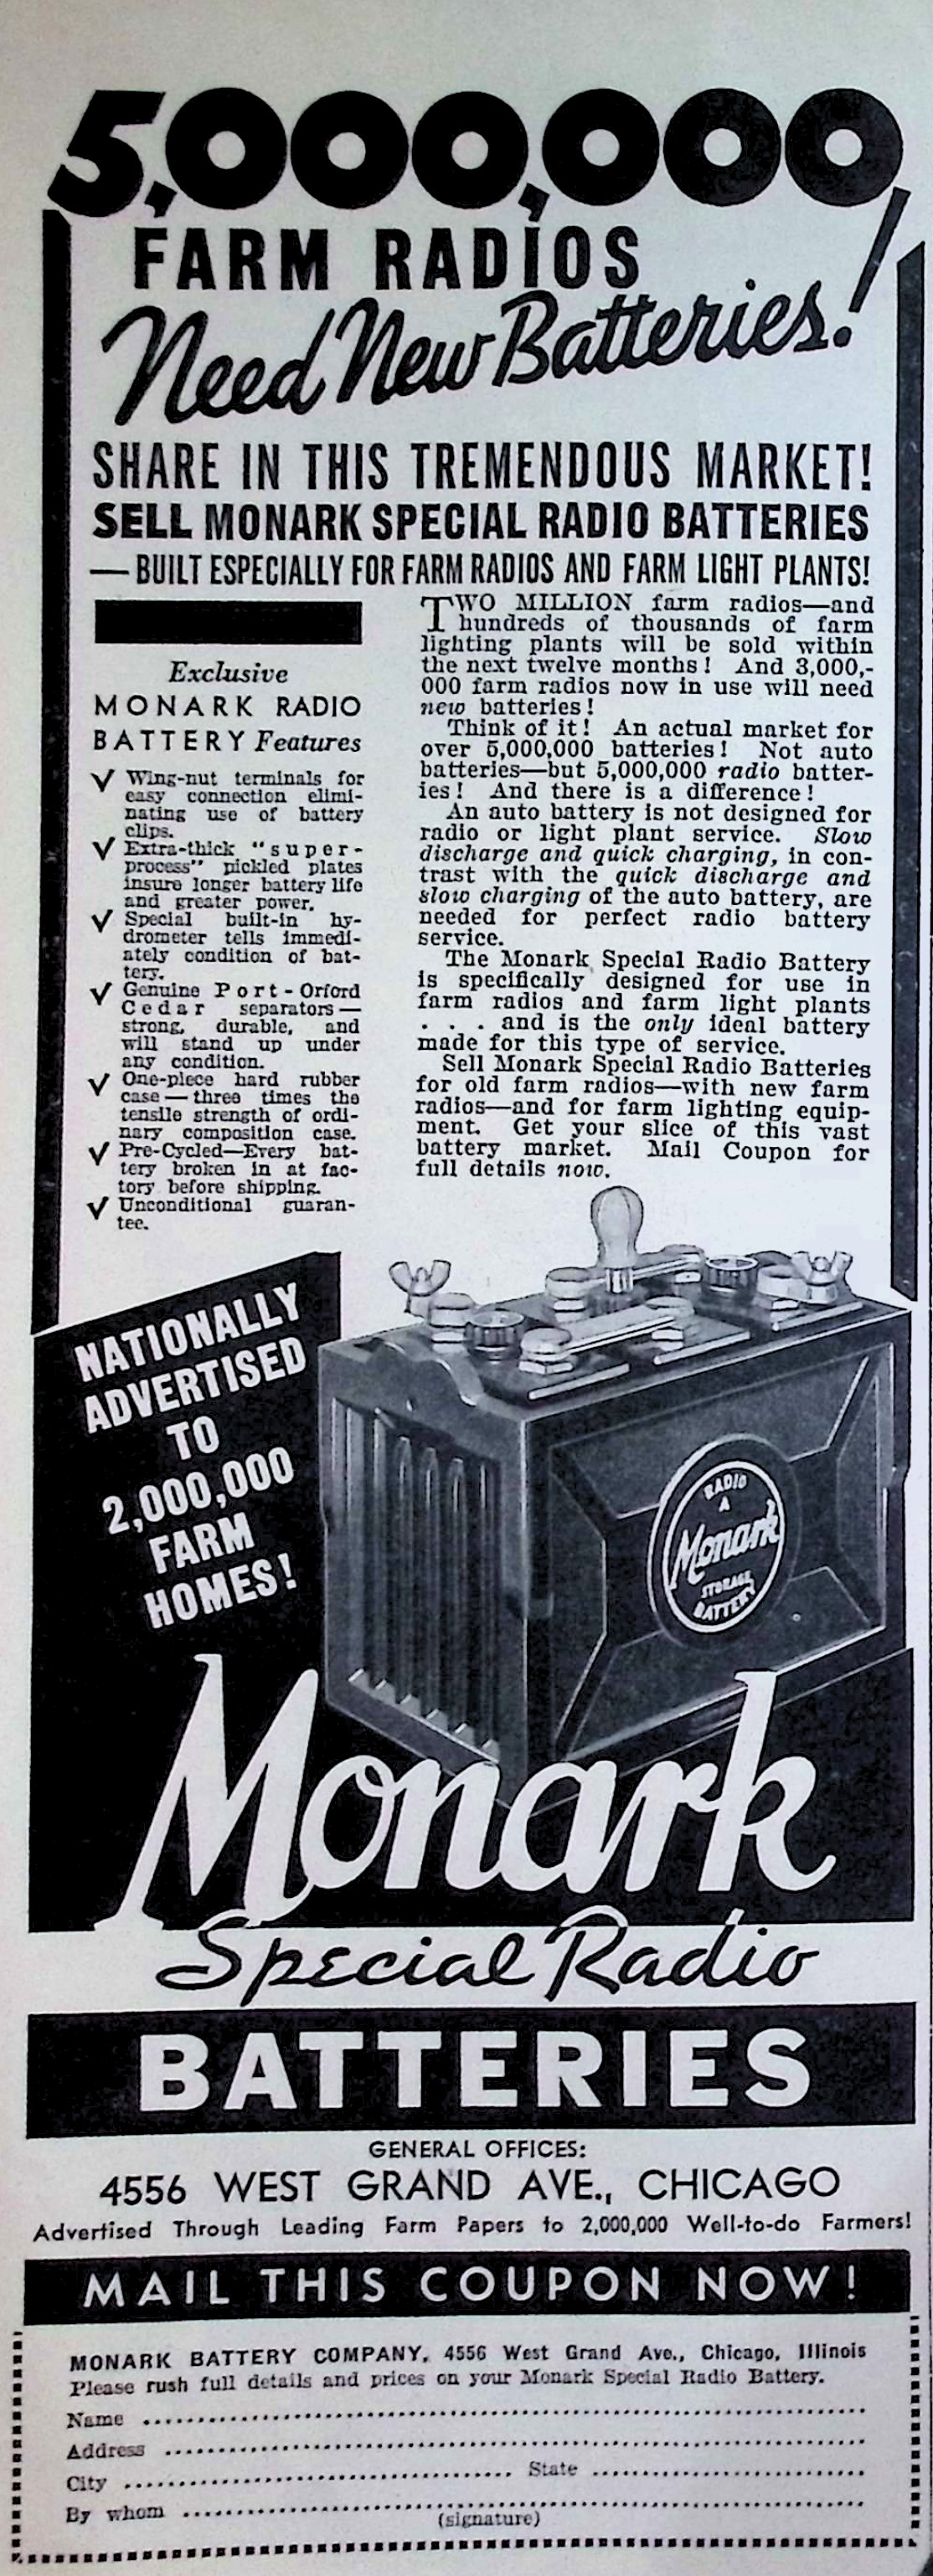 5,000,000
FARM RADIOS
Need New Batteries!
SHARE IN THIS TREMENDOUS MARKET!
SELL MONARK SPECIAL RADIO BATTERIES
— BUILT ESPECIALLY FOR FARM RADIOS AND FARM LIGHT PLANTS!
Exclusive
MONARK RADIO
BATTERY Features
✓ Wing-nut terminals for
easy connection elimi-
nating use of battery
clips.
✓ Extra-thick "super-
process" pickled plates
insure longer battery life
and greater power.
✓ Special built-in hy-
drometer tells immedi-
ately condition of bat-
tery.
✓ Genuine Port-Orford
Cedar separators—
strong, durable, and
will stand up under
any condition.
✓ One-piece hard rubber
case—three times the
tensile strength of ordi-
nary composition case.
✓ Pre-Cycled—Every bat-
tery broken in at fac-
tory before shipping.
✓ Unconditional guaran-
tee.
TWO MILLION farm radios—and
hundreds of thousands of farm
lighting plants will be sold within
the next twelve months! And 3,000,-
000 farm radios now in use will need
new batteries!
Think of it! An actual market for
over 5,000,000 batteries! Not auto
batteries—but 5,000,000 radio batter-
ies! And there is a difference!
An auto battery is not designed for
radio or light plant service. Slow
discharge and quick charging, in con-
trast with the quick discharge and
slow charging of the auto battery, are
needed for perfect radio battery
service.
The Monark Special Radio Battery
is specifically designed for use in
farm radios and farm light plants
. . . and is the only ideal battery
made for this type of service.
Sell Monark Special Radio Batteries
for old farm radios—with new farm
radios—and for farm lighting equip-
ment. Get your slice of this vast
battery market. Mail Coupon for
full details now.
NATIONALLY
ADVERTISED
TO
2,000,000
FARM
HOMES!
RADIO
A
Monark
STORAGE
BATTERY
Monark
Special Radio
BATTERIES
GENERAL OFFICES:
4556 WEST GRAND AVE., CHICAGO
Advertised Through Leading Farm Papers to 2,000,000 Well-to-do Farmers!
MAIL THIS COUPON NOW!
MONARK BATTERY COMPANY, 4556 West Grand Ave., Chicago, Illinois
Please rush full details and prices on your Monark Special Radio Battery.
Name
Address
City State
By whom
(signature)